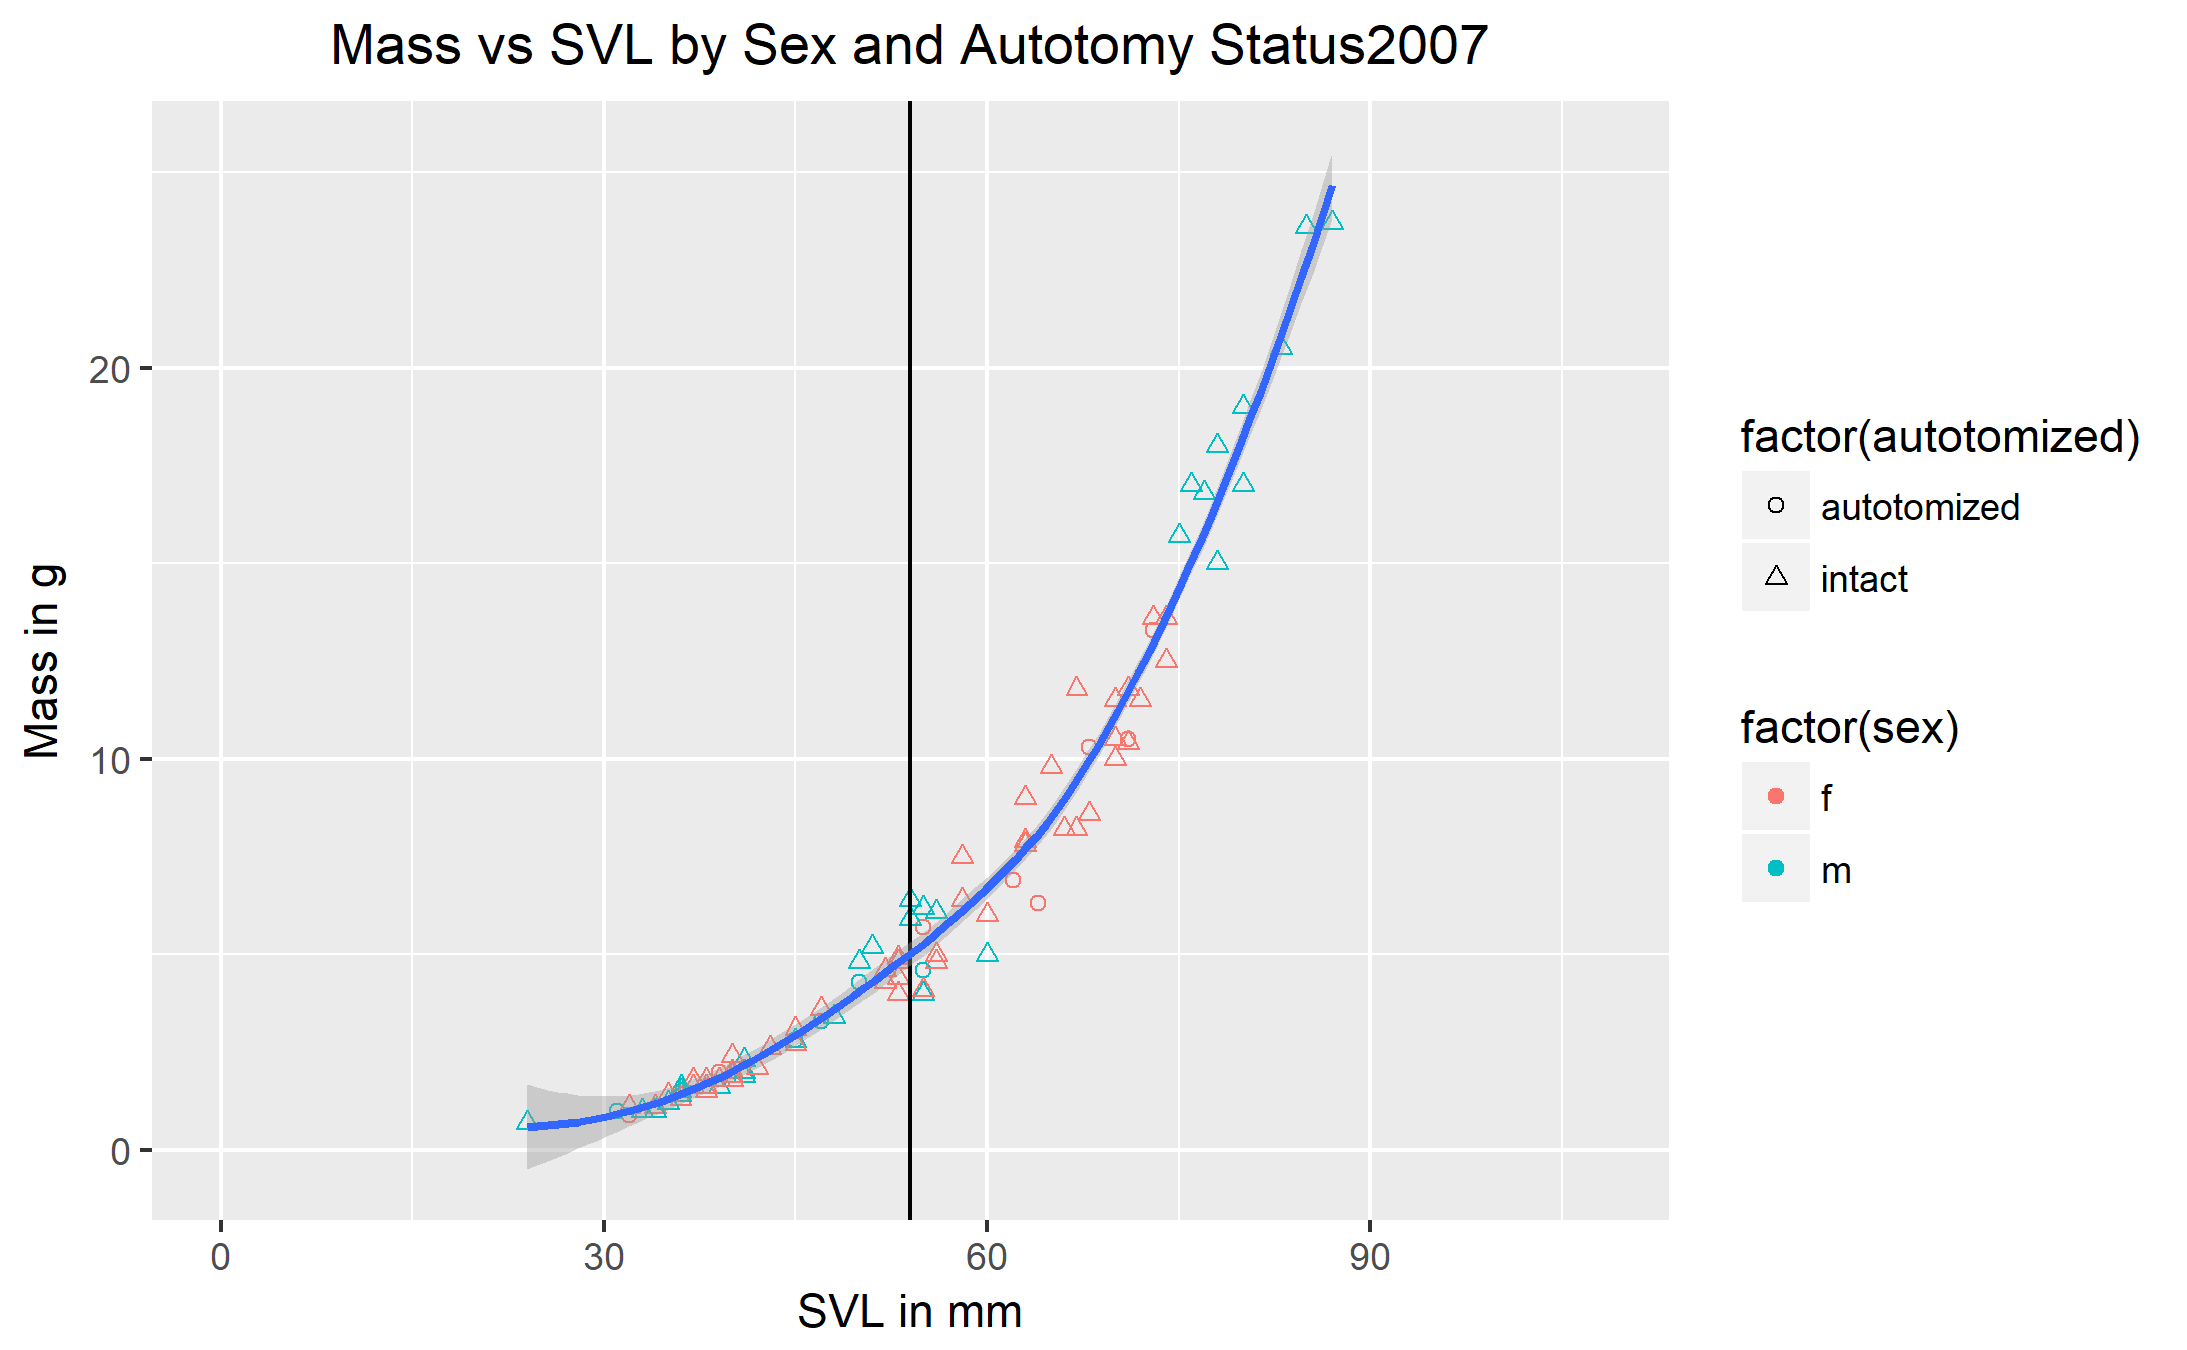 Mass vs SVL by Sex and Autotomy Status2007
Mass in g
20
10
0
0
30
60
90
SVL in mm
factor(autotomized)
autotomized
intact
factor(sex)
f
m